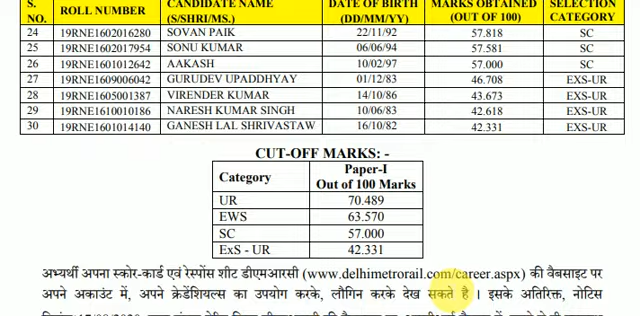 S. NO. ROLL NUMBER CANDIDATE NAME (S/SHRI/MS.) DATE OF BIRTH (DD/MM/YY) MARKS OBTAINED (OUT OF 100) SELECTION CATEGORY
24 19RNE1602016280 SOVAN PAIK 22/11/92 57.818 SC
25 19RNE1602017954 SONU KUMAR 06/06/94 57.581 SC
26 19RNE1601012642 AAKASH 10/02/97 57.000 SC
27 19RNE1609006042 GURUDEV UPADDHYAY 01/12/83 46.708 EXS-UR
28 19RNE1605001387 VIRENDER KUMAR 14/10/86 43.673 EXS-UR
29 19RNE1610010186 NARESH KUMAR SINGH 10/06/83 42.618 EXS-UR
30 19RNE1601014140 GANESH LAL SHRIVASTAW 16/10/82 42.331 EXS-UR
CUT-OFF MARKS: -
Category Paper-I Out of 100 Marks
UR 70.489
EWS 63.570
SC 57.000
ExS - UR 42.331
अभ्यर्थी अपना स्कोर-कार्ड एवं रेस्पोंस शीट डीएमआरसी (www.delhimetrorail.com/career.aspx) की वैबसाइट पर
अपने अकाउंट में, अपने क्रेडेंशियल्स का उपयोग करके, लौगिन करके देख सकते है । इसके अतिरिक्त, नोटिस